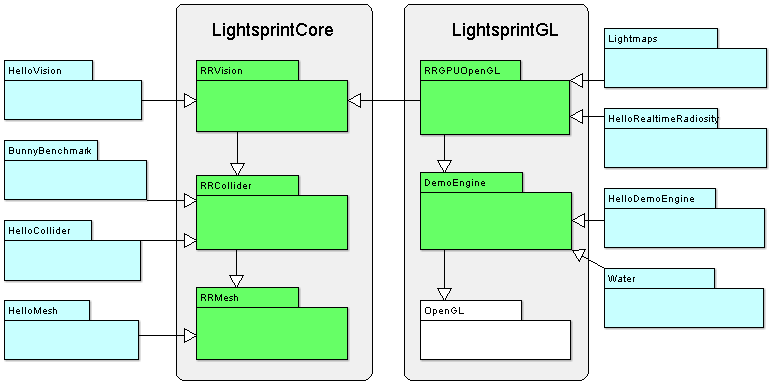 LightsprintCore
LightsprintGL
Lightmaps
HelloVision
RRVision
RRGPUOpenGL
HelloRealtimeRadiosity
BunnyBenchmark
RRCollider
DemoEngine
HelloDemoEngine
HelloCollider
Water
HelloMesh
RRMesh
OpenGL